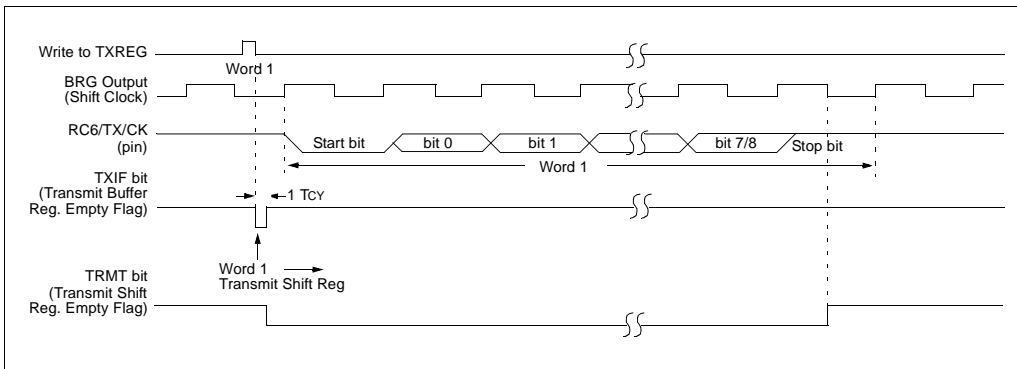 Write to TXREG
Word 1
BRG Output
(Shift Clock)
RC6/TX/CK
(pin)
Start bit
bit 0
bit 1
bit 7/8
Stop bit
Word 1
TXIF bit
(Transmit Buffer
Reg. Empty Flag)
1 TCY
Word 1
Transmit Shift Reg
TRMT bit
(Transmit Shift
Reg. Empty Flag)